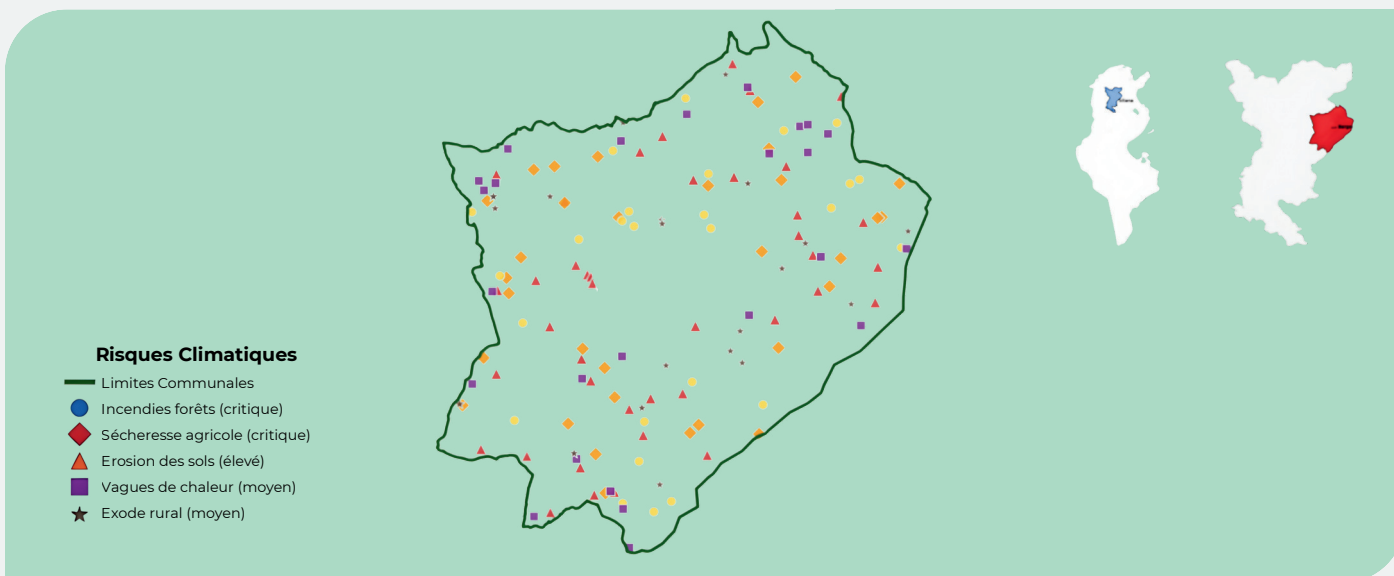 Risques Climatiques
Limites Communales
Incendies forêts (critique)
Sécheresse agricole (critique)
Erosion des sols (élevé)
Vagues de chaleur (moyen)
Exode rural (moyen)